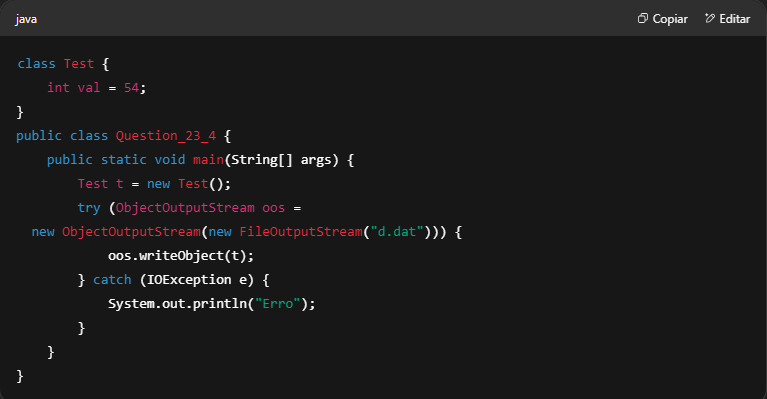 java Copiar Editar
class Test {
    int val = 54;
}
public class Question_23_4 {
    public static void main(String[] args) {
        Test t = new Test();
        try (ObjectOutputStream oos =
  new ObjectOutputStream(new FileOutputStream("d.dat"))) {
            oos.writeObject(t);
        } catch (IOException e) {
            System.out.println("Erro");
        }
    }
}